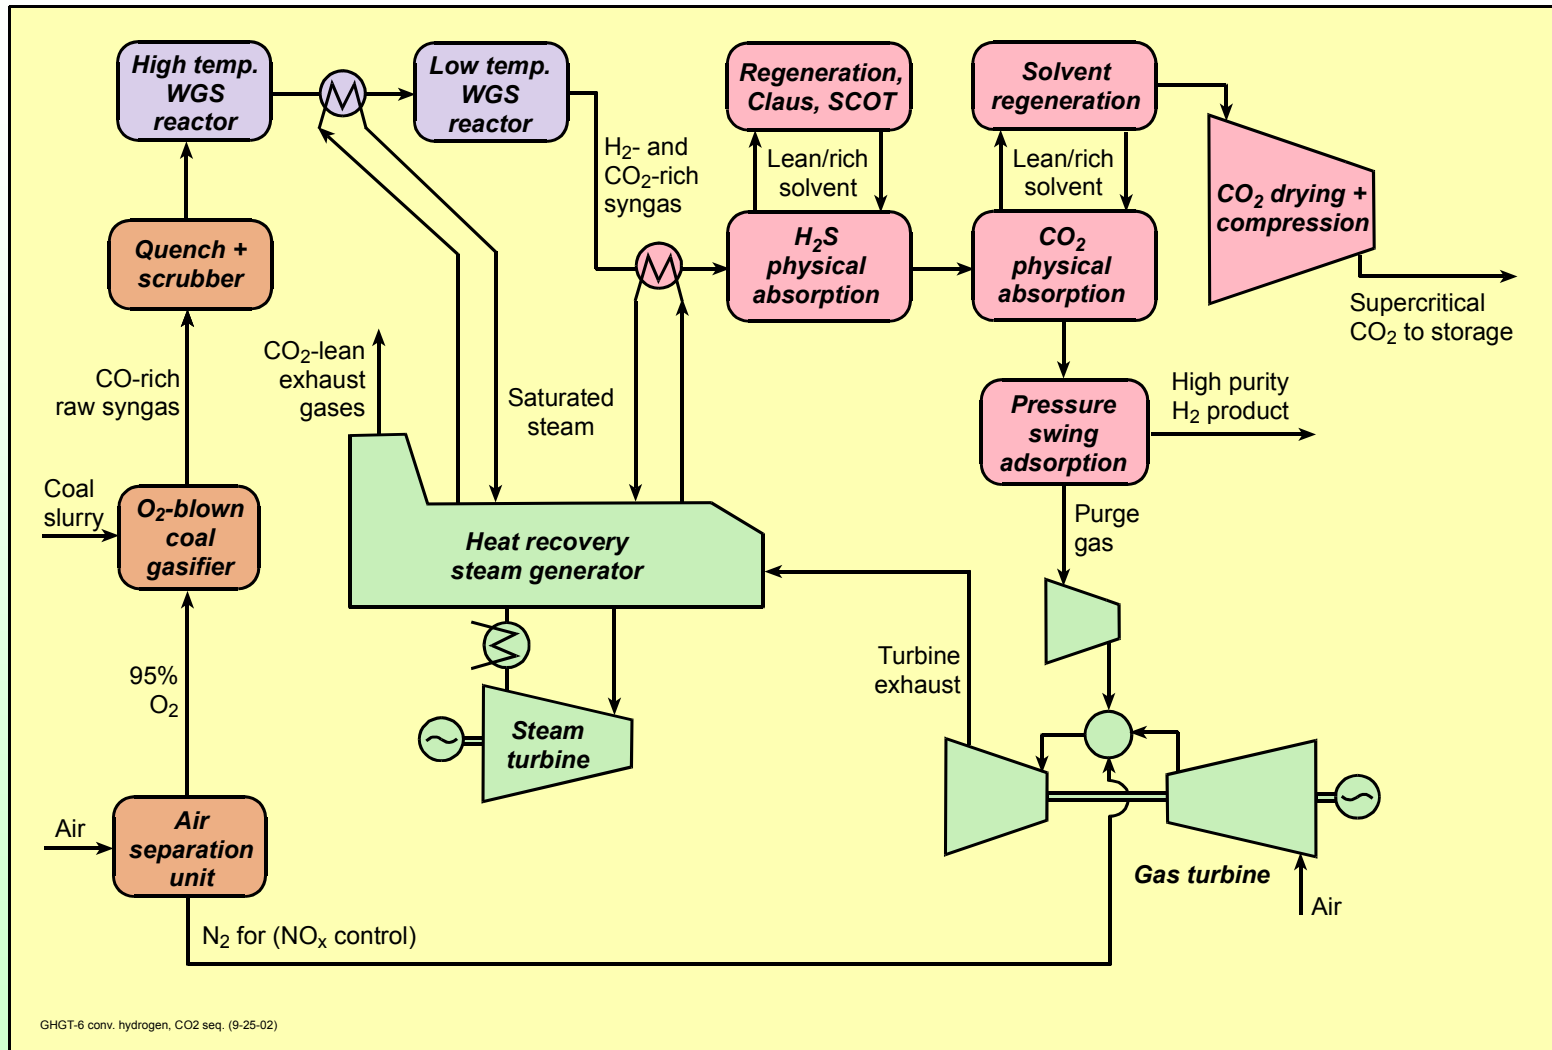 High temp.
WGS
reactor
Low temp.
WGS
reactor
Regeneration,
Claus, SCOT
Solvent
regeneration
H₂- and
CO₂-rich
syngas
Lean/rich
solvent
Lean/rich
solvent
CO₂ drying +
compression
Quench +
scrubber
H₂S
physical
absorption
CO₂
physical
absorption
Supercritical
CO₂ to storage
CO-rich
raw syngas
CO₂-lean
exhaust
gases
Saturated
steam
Pressure
swing
adsorption
High purity
H₂ product
Coal
slurry
O₂-blown
coal
gasifier
Heat recovery
steam generator
Purge
gas
95%
O₂
Turbine
exhaust
Steam
turbine
Air
Air
separation
unit
Gas turbine
Air
N₂ for (NOₓ control)
GHGT-6 conv. hydrogen, CO2 seq. (9-25-02)